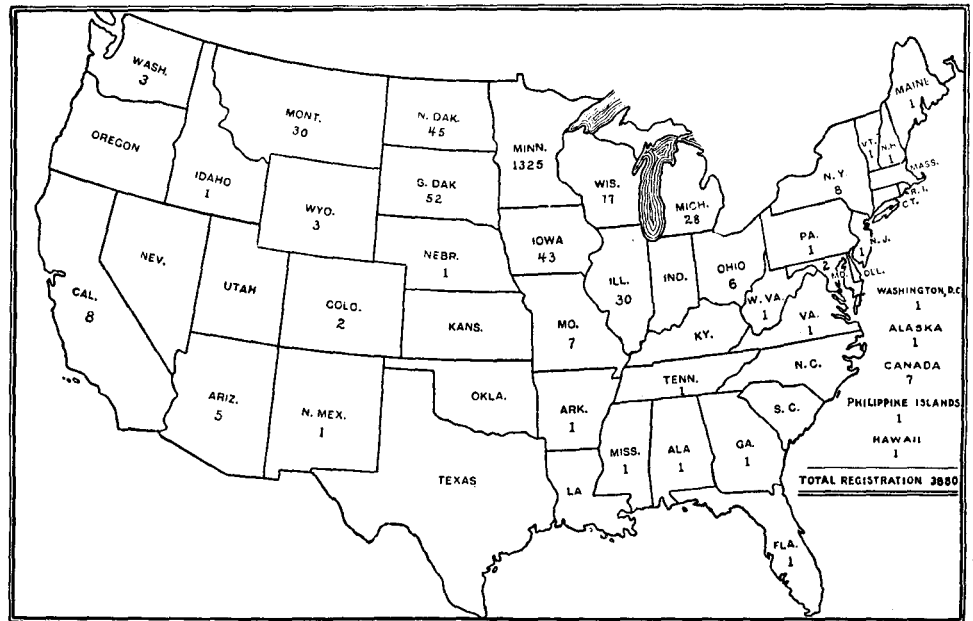 WASH.
3
OREGON
IDAHO
1
MONT.
30
WYO.
3
N. DAK.
45
S. DAK
52
NEBR.
1
KANS.
MINN.
1325
IOWA
43
MO.
7
WIS.
77
MICH.
28
ILL.
30
IND.
OHIO
6
KY.
W. VA.
1
VA.
1
PA.
1
N.Y
8
VT.
1
N.H.
1
MAINE
1
MASS.
R. I.
CT.
N.J.
1
2
MD.
DEL.
CAL.
8
NEV.
UTAH
COLO.
2
ARIZ.
5
N. MEX.
1
OKLA.
TEXAS
ARK.
1
LA
TENN.
1
N.C.
S. C.
MISS.
1
ALA
1
GA.
1
FLA.
1
WASHINGTON, D.C.
1
ALASKA
1
CANADA
7
PHILIPPINE ISLANDS
1
HAWAII
1
TOTAL REGISTRATION 3880